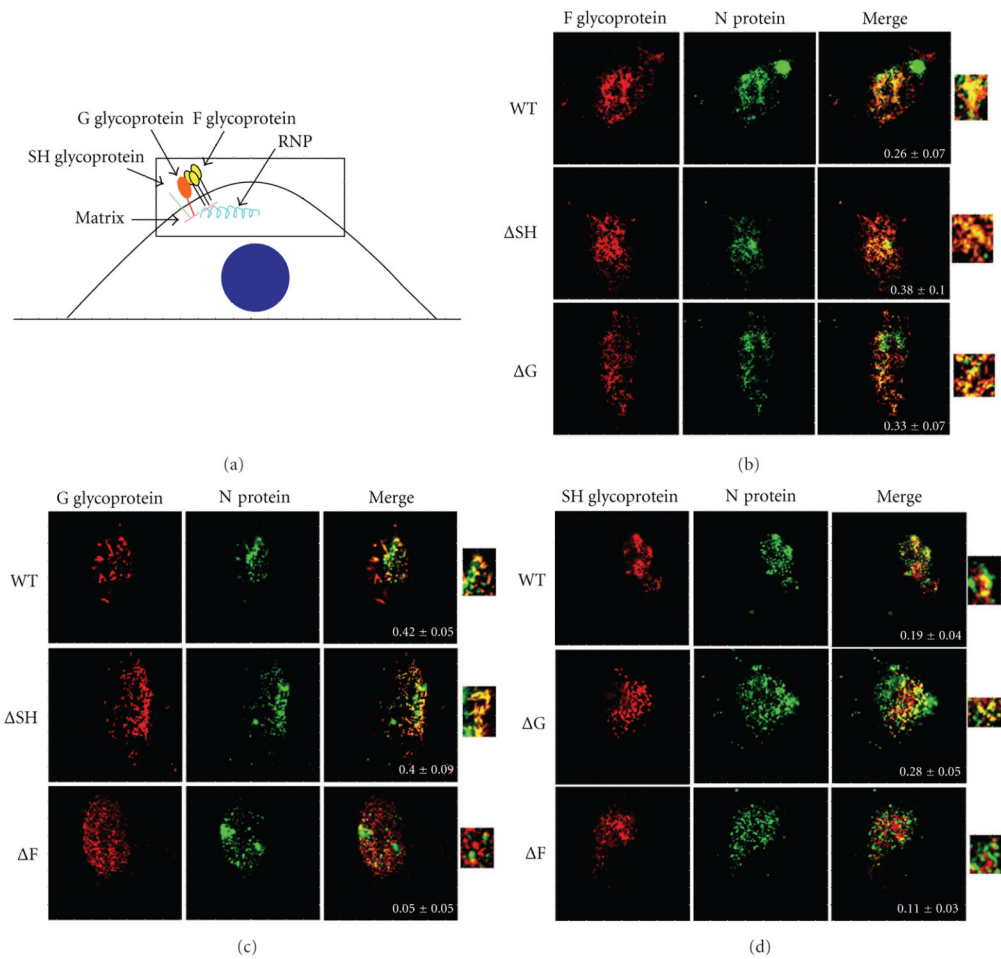 G glycoprotein F glycoprotein
RNP
SH glycoprotein
Matrix
(a)
F glycoprotein N protein Merge
WT
0.26 ± 0.07
ΔSH
0.38 ± 0.1
ΔG
0.33 ± 0.07
(b)
G glycoprotein N protein Merge
WT
0.42 ± 0.05
ΔSH
0.4 ± 0.09
ΔF
0.05 ± 0.05
(c)
SH glycoprotein N protein Merge
WT
0.19 ± 0.04
ΔG
0.28 ± 0.05
ΔF
0.11 ± 0.03
(d)